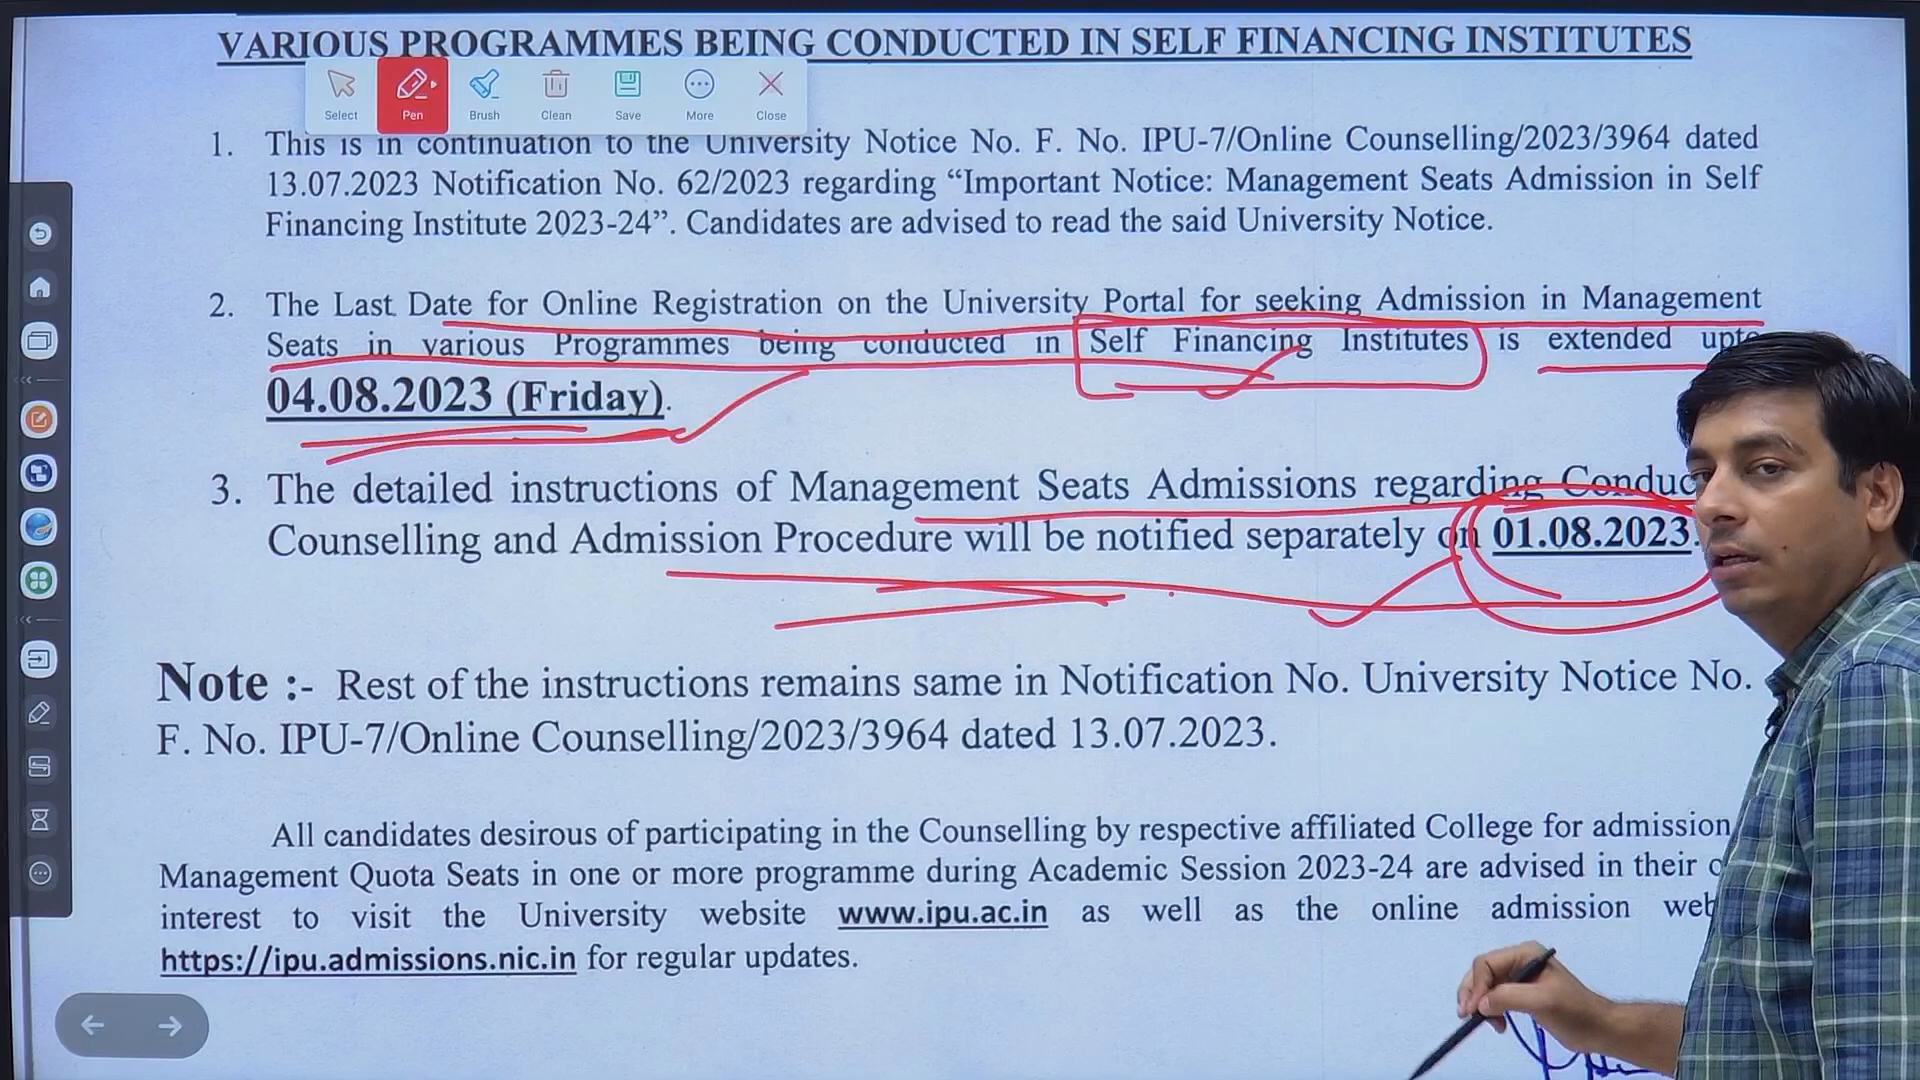 VARIOUS PROGRAMMES BEING CONDUCTED IN SELF FINANCING INSTITUTES
Select Pen Brush Clean Save More Close
1. This is in continuation to the University Notice No. F. No. IPU-7/Online Counselling/2023/3964 dated
13.07.2023 Notification No. 62/2023 regarding “Important Notice: Management Seats Admission in Self
Financing Institute 2023-24”. Candidates are advised to read the said University Notice.
2. The Last Date for Online Registration on the University Portal for seeking Admission in Management
Seats in various Programmes being conducted in Self Financing Institutes is extended upto
04.08.2023 (Friday).
3. The detailed instructions of Management Seats Admissions regarding Conduc
Counselling and Admission Procedure will be notified separately on 01.08.2023.
Note :- Rest of the instructions remains same in Notification No. University Notice No.
F. No. IPU-7/Online Counselling/2023/3964 dated 13.07.2023.
All candidates desirous of participating in the Counselling by respective affiliated College for admission
Management Quota Seats in one or more programme during Academic Session 2023-24 are advised in their
interest to visit the University website www.ipu.ac.in as well as the online admission web
https://ipu.admissions.nic.in for regular updates.